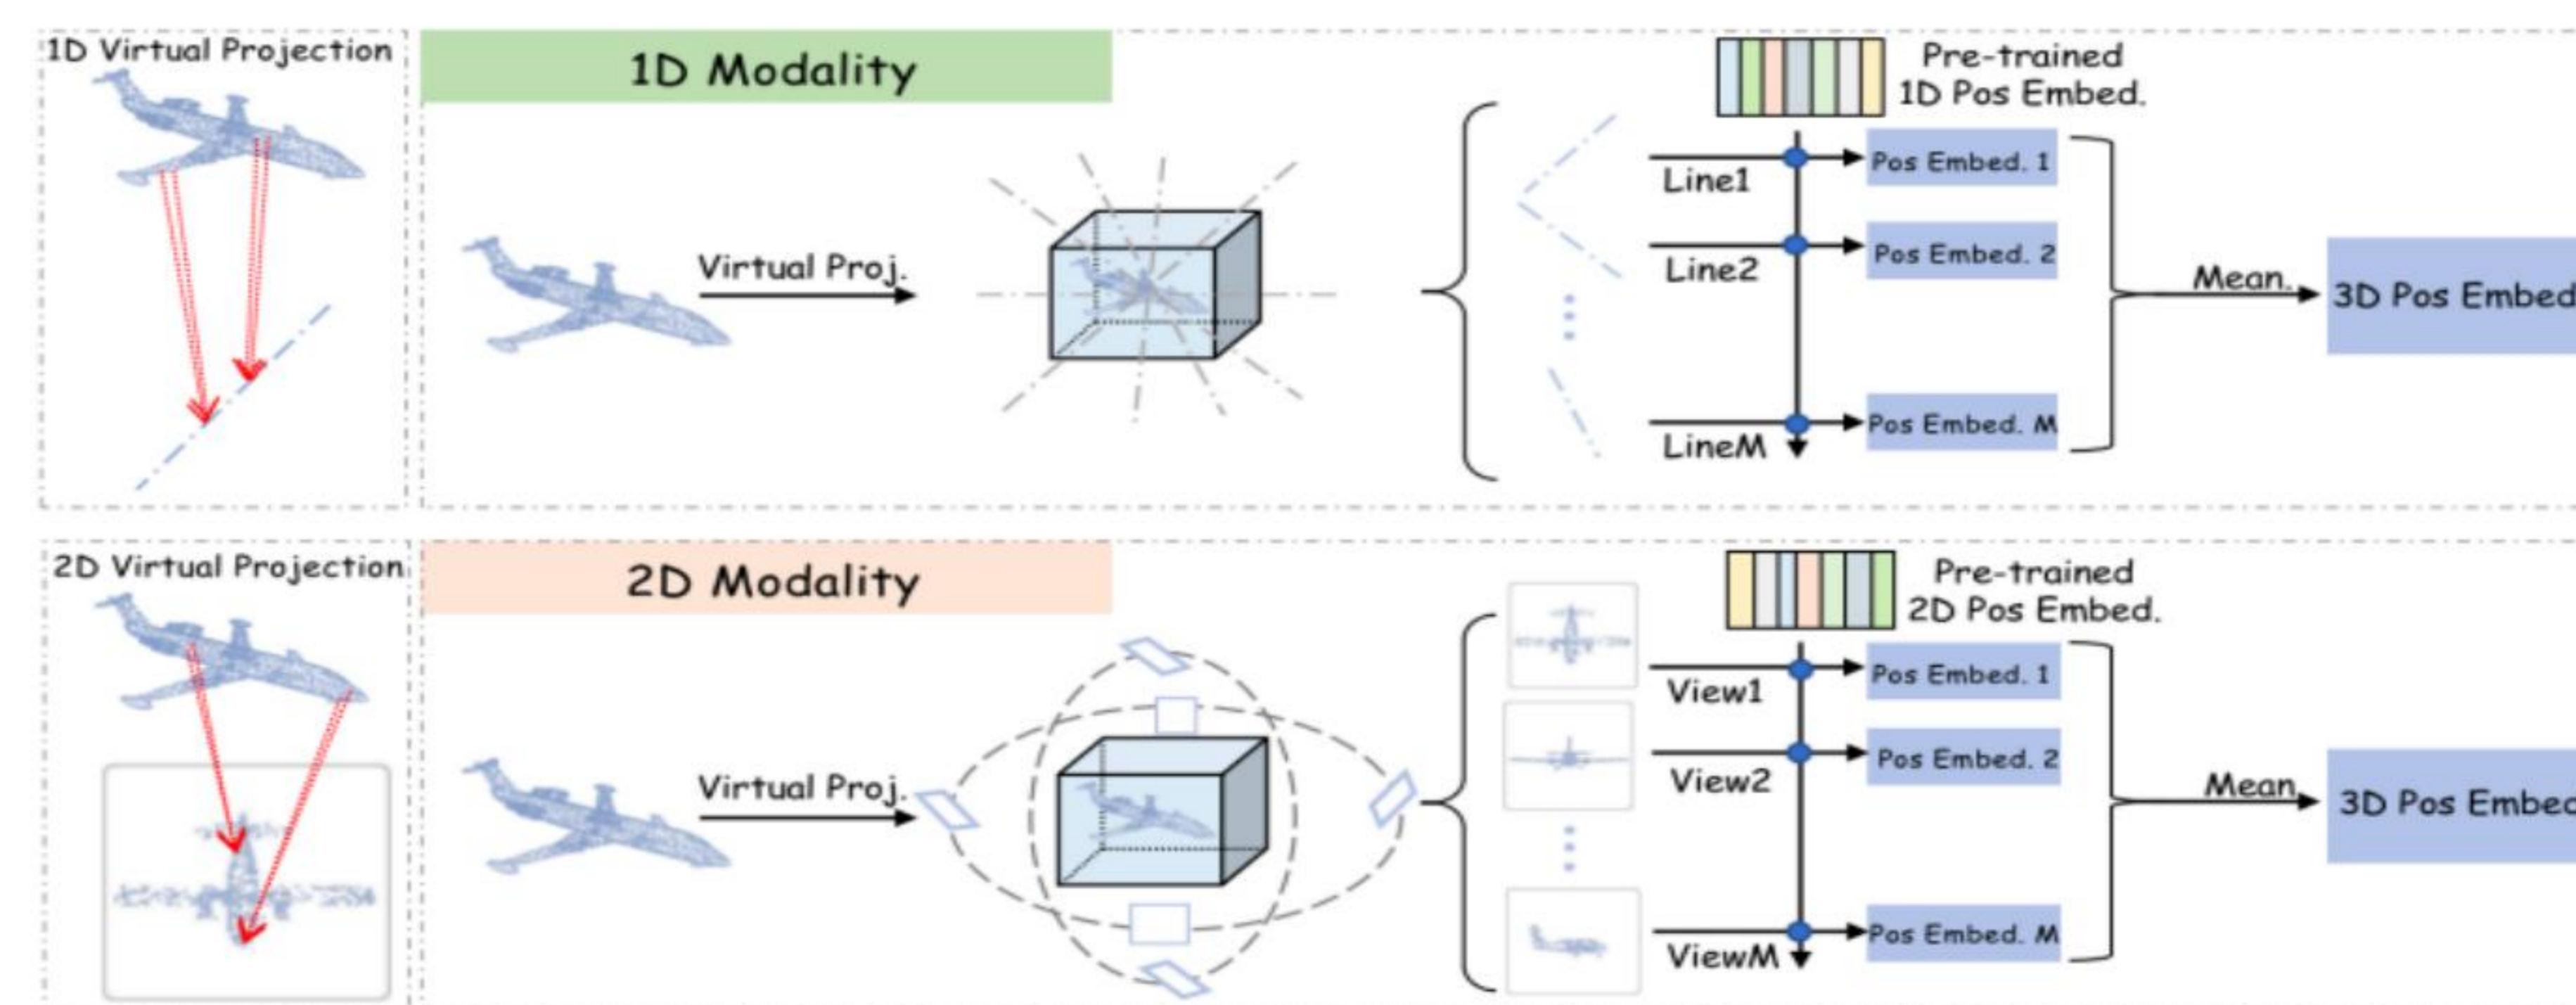 1D Virtual Projection
1D Modality
Pre-trained
1D Pos Embed.
Virtual Proj.
Line1
Pos Embed. 1
Line2
Pos Embed. 2
LineM
Pos Embed. M
Mean.
3D Pos Embed
2D Virtual Projection
2D Modality
Pre-trained
2D Pos Embed.
Virtual Proj.
View1
Pos Embed. 1
View2
Pos Embed. 2
ViewM
Pos Embed. M
Mean
3D Pos Embed